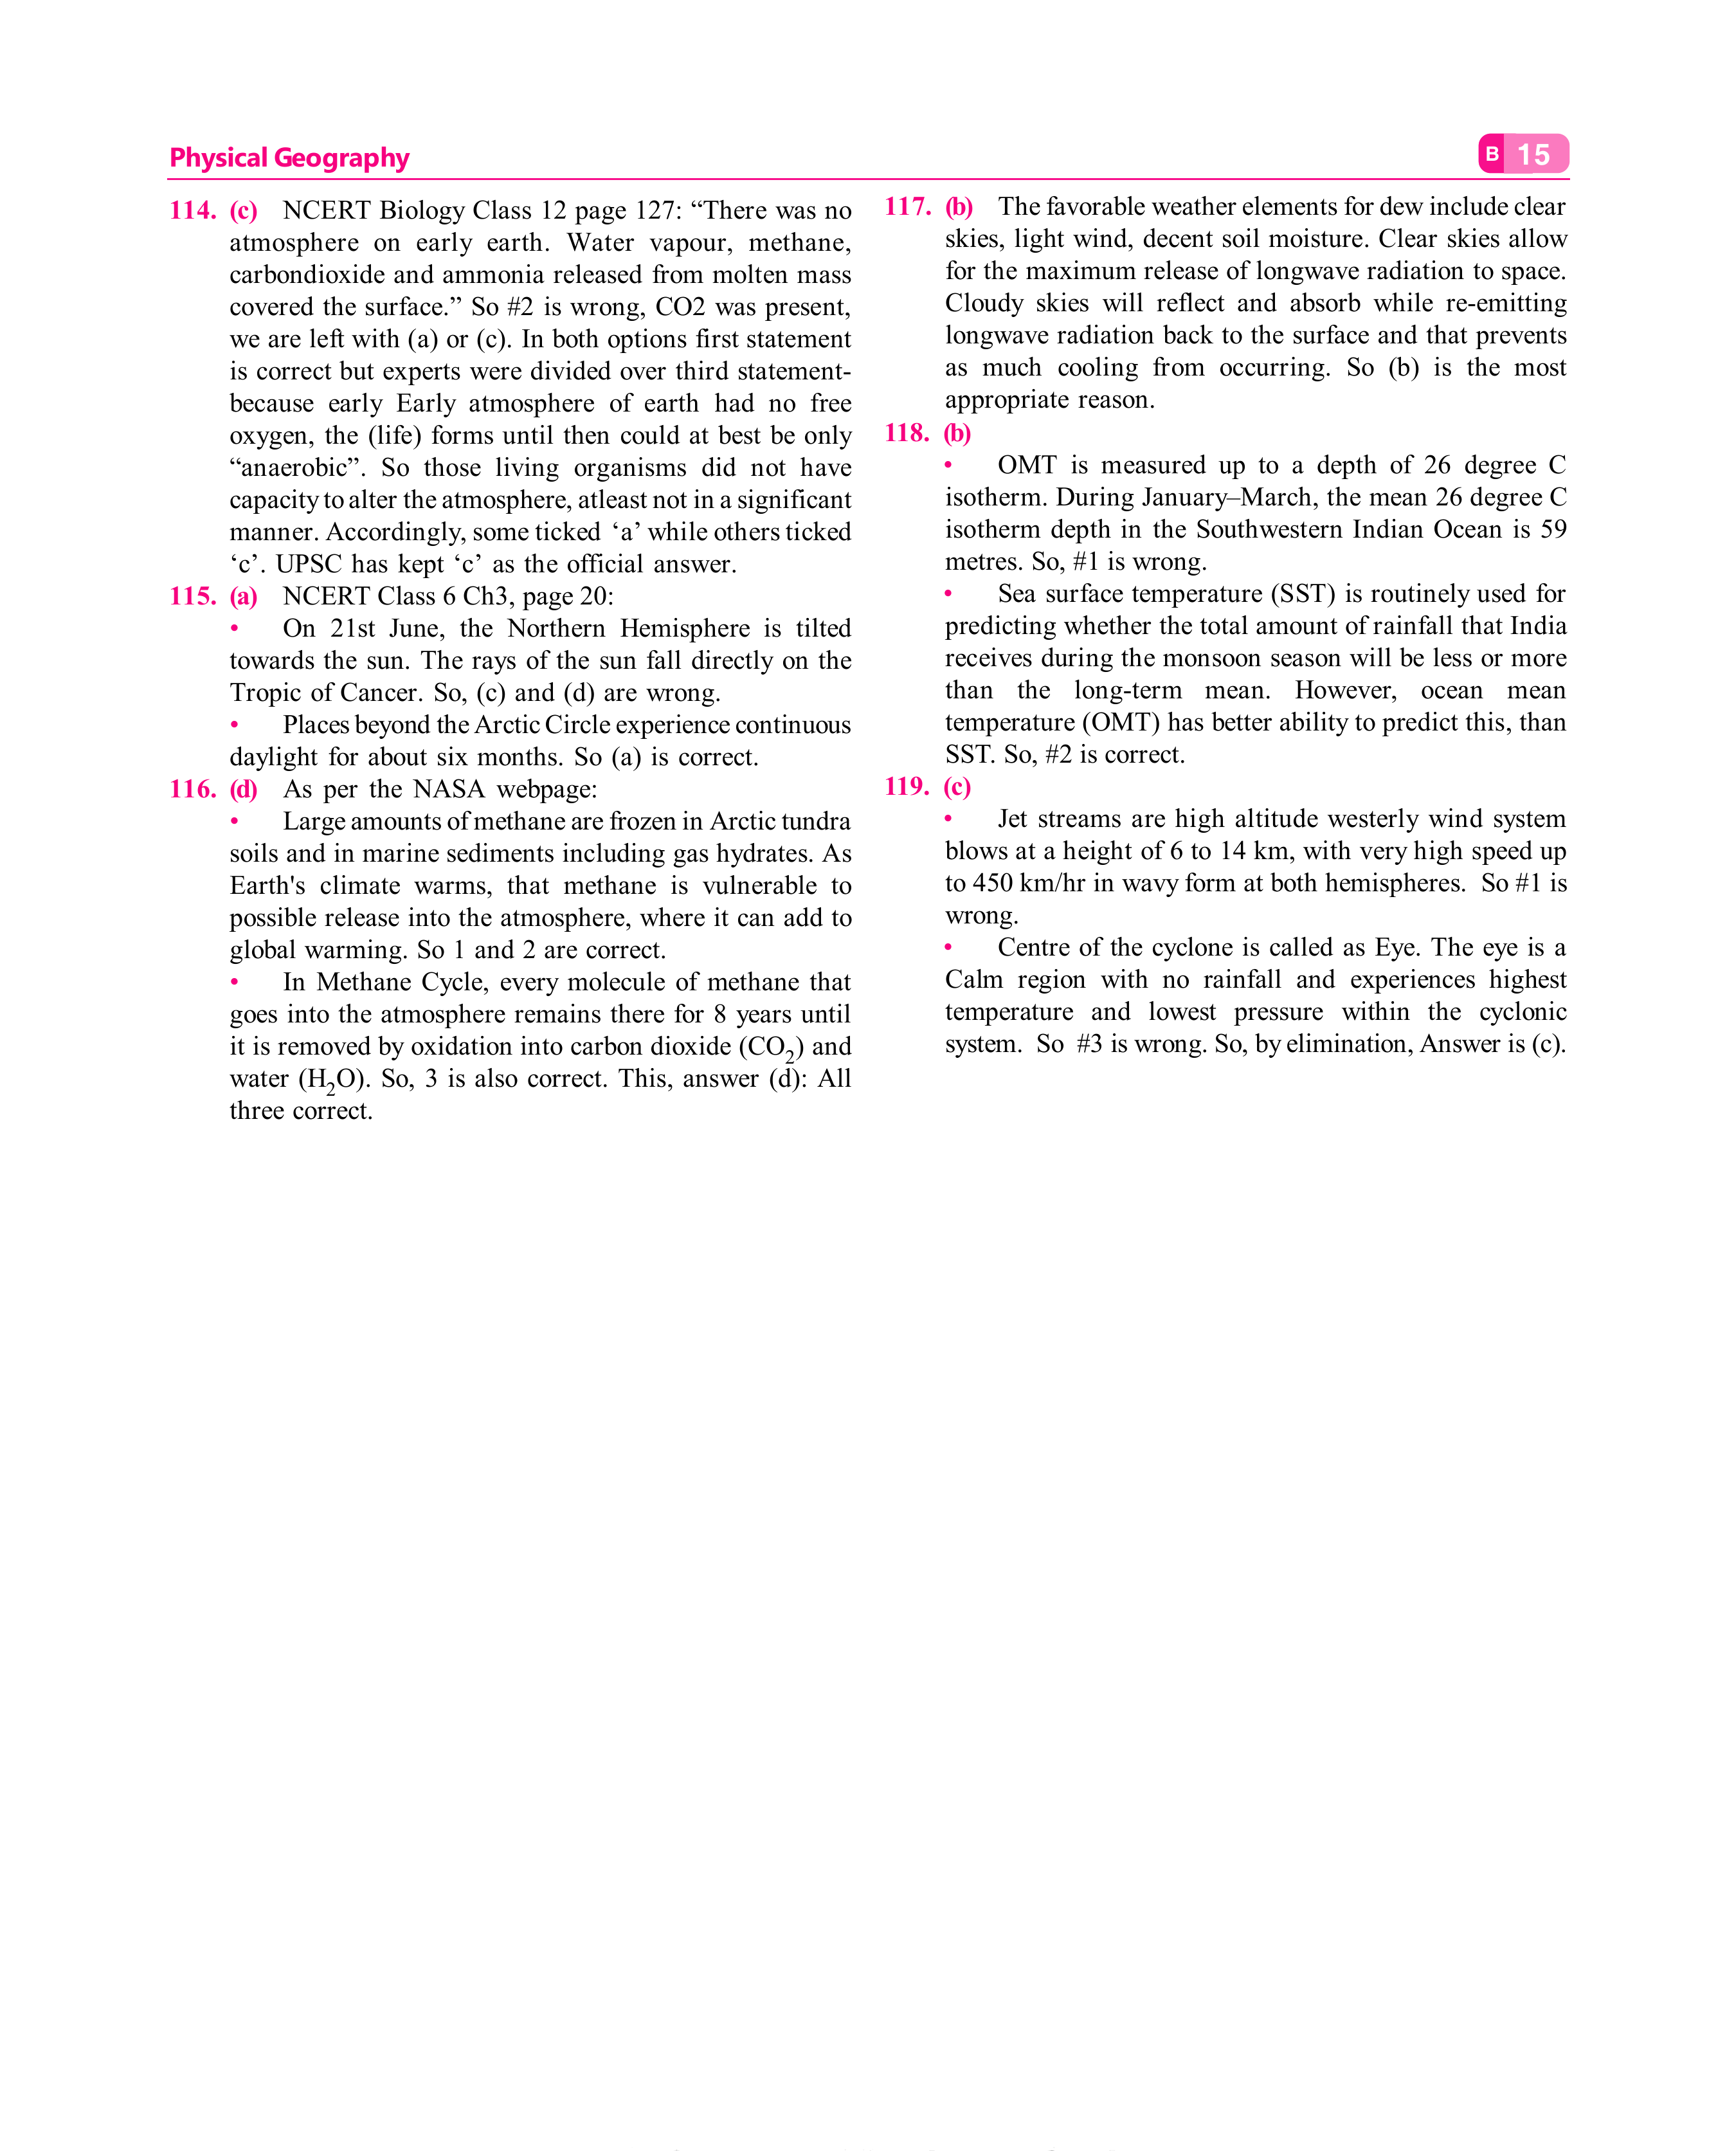 Physical Geography
B 15
114. (c) NCERT Biology Class 12 page 127: “There was no
atmosphere on early earth. Water vapour, methane,
carbondioxide and ammonia released from molten mass
covered the surface.” So #2 is wrong, CO2 was present,
we are left with (a) or (c). In both options first statement
is correct but experts were divided over third statement-
because early Early atmosphere of earth had no free
oxygen, the (life) forms until then could at best be only
“anaerobic”. So those living organisms did not have
capacity to alter the atmosphere, atleast not in a significant
manner. Accordingly, some ticked ‘a’ while others ticked
‘c’. UPSC has kept ‘c’ as the official answer.
115. (a) NCERT Class 6 Ch3, page 20:
• On 21st June, the Northern Hemisphere is tilted
towards the sun. The rays of the sun fall directly on the
Tropic of Cancer. So, (c) and (d) are wrong.
• Places beyond the Arctic Circle experience continuous
daylight for about six months. So (a) is correct.
116. (d) As per the NASA webpage:
• Large amounts of methane are frozen in Arctic tundra
soils and in marine sediments including gas hydrates. As
Earth's climate warms, that methane is vulnerable to
possible release into the atmosphere, where it can add to
global warming. So 1 and 2 are correct.
• In Methane Cycle, every molecule of methane that
goes into the atmosphere remains there for 8 years until
it is removed by oxidation into carbon dioxide (CO₂) and
water (H₂O). So, 3 is also correct. This, answer (d): All
three correct.
117. (b) The favorable weather elements for dew include clear
skies, light wind, decent soil moisture. Clear skies allow
for the maximum release of longwave radiation to space.
Cloudy skies will reflect and absorb while re-emitting
longwave radiation back to the surface and that prevents
as much cooling from occurring. So (b) is the most
appropriate reason.
118. (b)
• OMT is measured up to a depth of 26 degree C
isotherm. During January–March, the mean 26 degree C
isotherm depth in the Southwestern Indian Ocean is 59
metres. So, #1 is wrong.
• Sea surface temperature (SST) is routinely used for
predicting whether the total amount of rainfall that India
receives during the monsoon season will be less or more
than the long-term mean. However, ocean mean
temperature (OMT) has better ability to predict this, than
SST. So, #2 is correct.
119. (c)
• Jet streams are high altitude westerly wind system
blows at a height of 6 to 14 km, with very high speed up
to 450 km/hr in wavy form at both hemispheres. So #1 is
wrong.
• Centre of the cyclone is called as Eye. The eye is a
Calm region with no rainfall and experiences highest
temperature and lowest pressure within the cyclonic
system. So #3 is wrong. So, by elimination, Answer is (c).